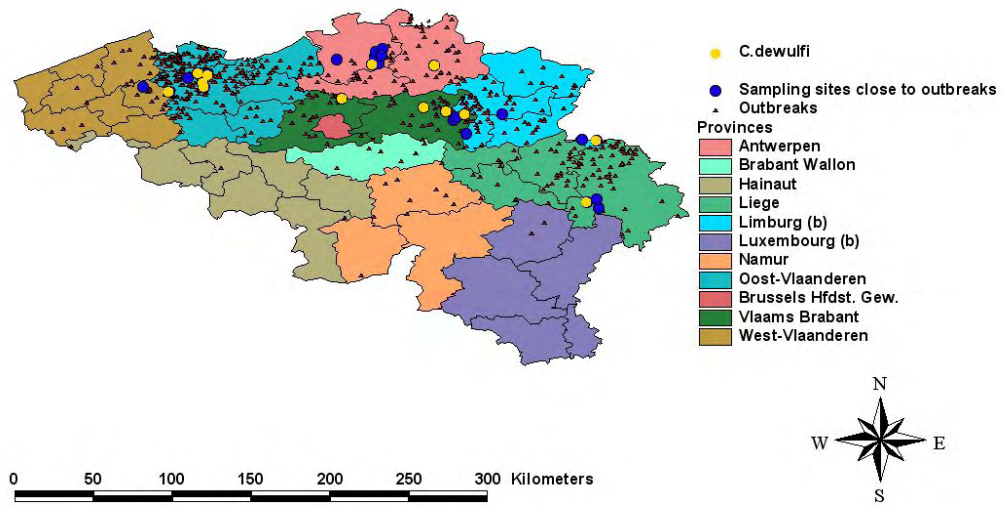 C.dewulfi
Sampling sites close to outbreaks
Outbreaks
Provinces
Antwerpen
Brabant Wallon
Hainaut
Liege
Limburg (b)
Luxembourg (b)
Namur
Oost-Vlaanderen
Brussels Hfdst. Gew.
Vlaams Brabant
West-Vlaanderen
N
W E
S
0 50 100 150 200 250 300 Kilometers